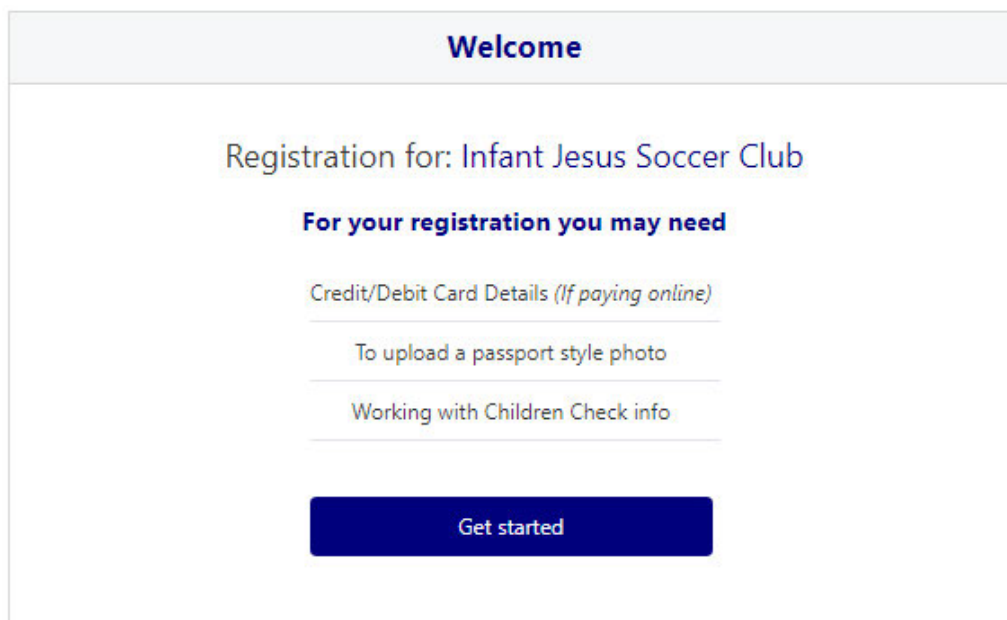 Welcome
Registration for: Infant Jesus Soccer Club
For your registration you may need
Credit/Debit Card Details (If paying online)
To upload a passport style photo
Working with Children Check info
Get started